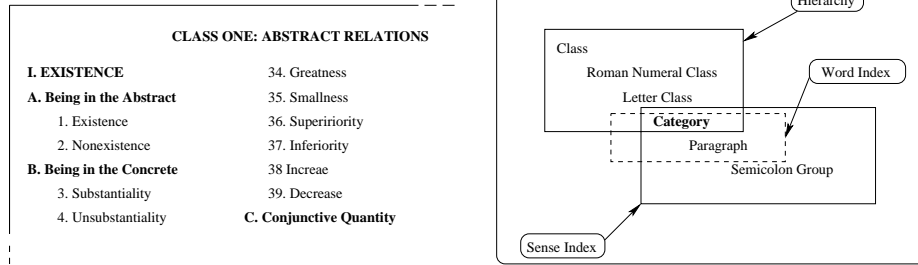 CLASS ONE: ABSTRACT RELATIONS
I. EXISTENCE
A. Being in the Abstract
1. Existence
2. Nonexistence
B. Being in the Concrete
3. Substantiality
4. Unsubstantiality
34. Greatness
35. Smallness
36. Supeririority
37. Inferiority
38 Increae
39. Decrease
C. Conjunctive Quantity
Hierarchy
Class
Roman Numeral Class
Letter Class
Category
Paragraph
Semicolon Group
Word Index
Sense Index